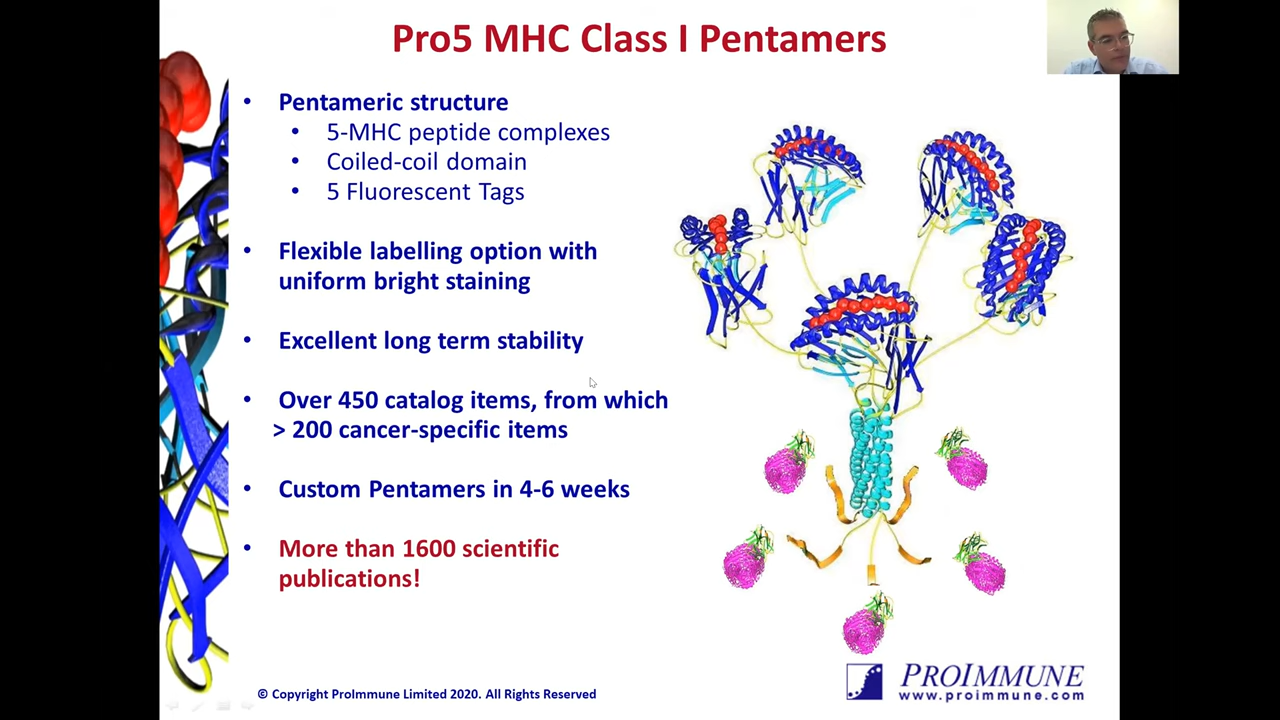 Pro5 MHC Class I Pentamers
• Pentameric structure
• 5-MHC peptide complexes
• Coiled-coil domain
• 5 Fluorescent Tags
• Flexible labelling option with
uniform bright staining
• Excellent long term stability
• Over 450 catalog items, from which
> 200 cancer-specific items
• Custom Pentamers in 4-6 weeks
• More than 1600 scientific
publications!
© Copyright ProImmune Limited 2020. All Rights Reserved
PROIMMUNE
www.proimmune.com